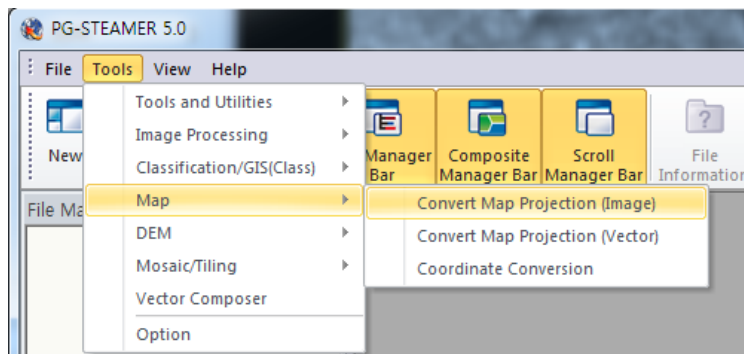 PG-STEAMER 5.0
File Tools View Help
New
Manager Bar
Composite Manager Bar
Scroll Manager Bar
File Information
File Ma
Tools and Utilities
Image Processing
Classification/GIS(Class)
Map
DEM
Mosaic/Tiling
Vector Composer
Option
Convert Map Projection (Image)
Convert Map Projection (Vector)
Coordinate Conversion